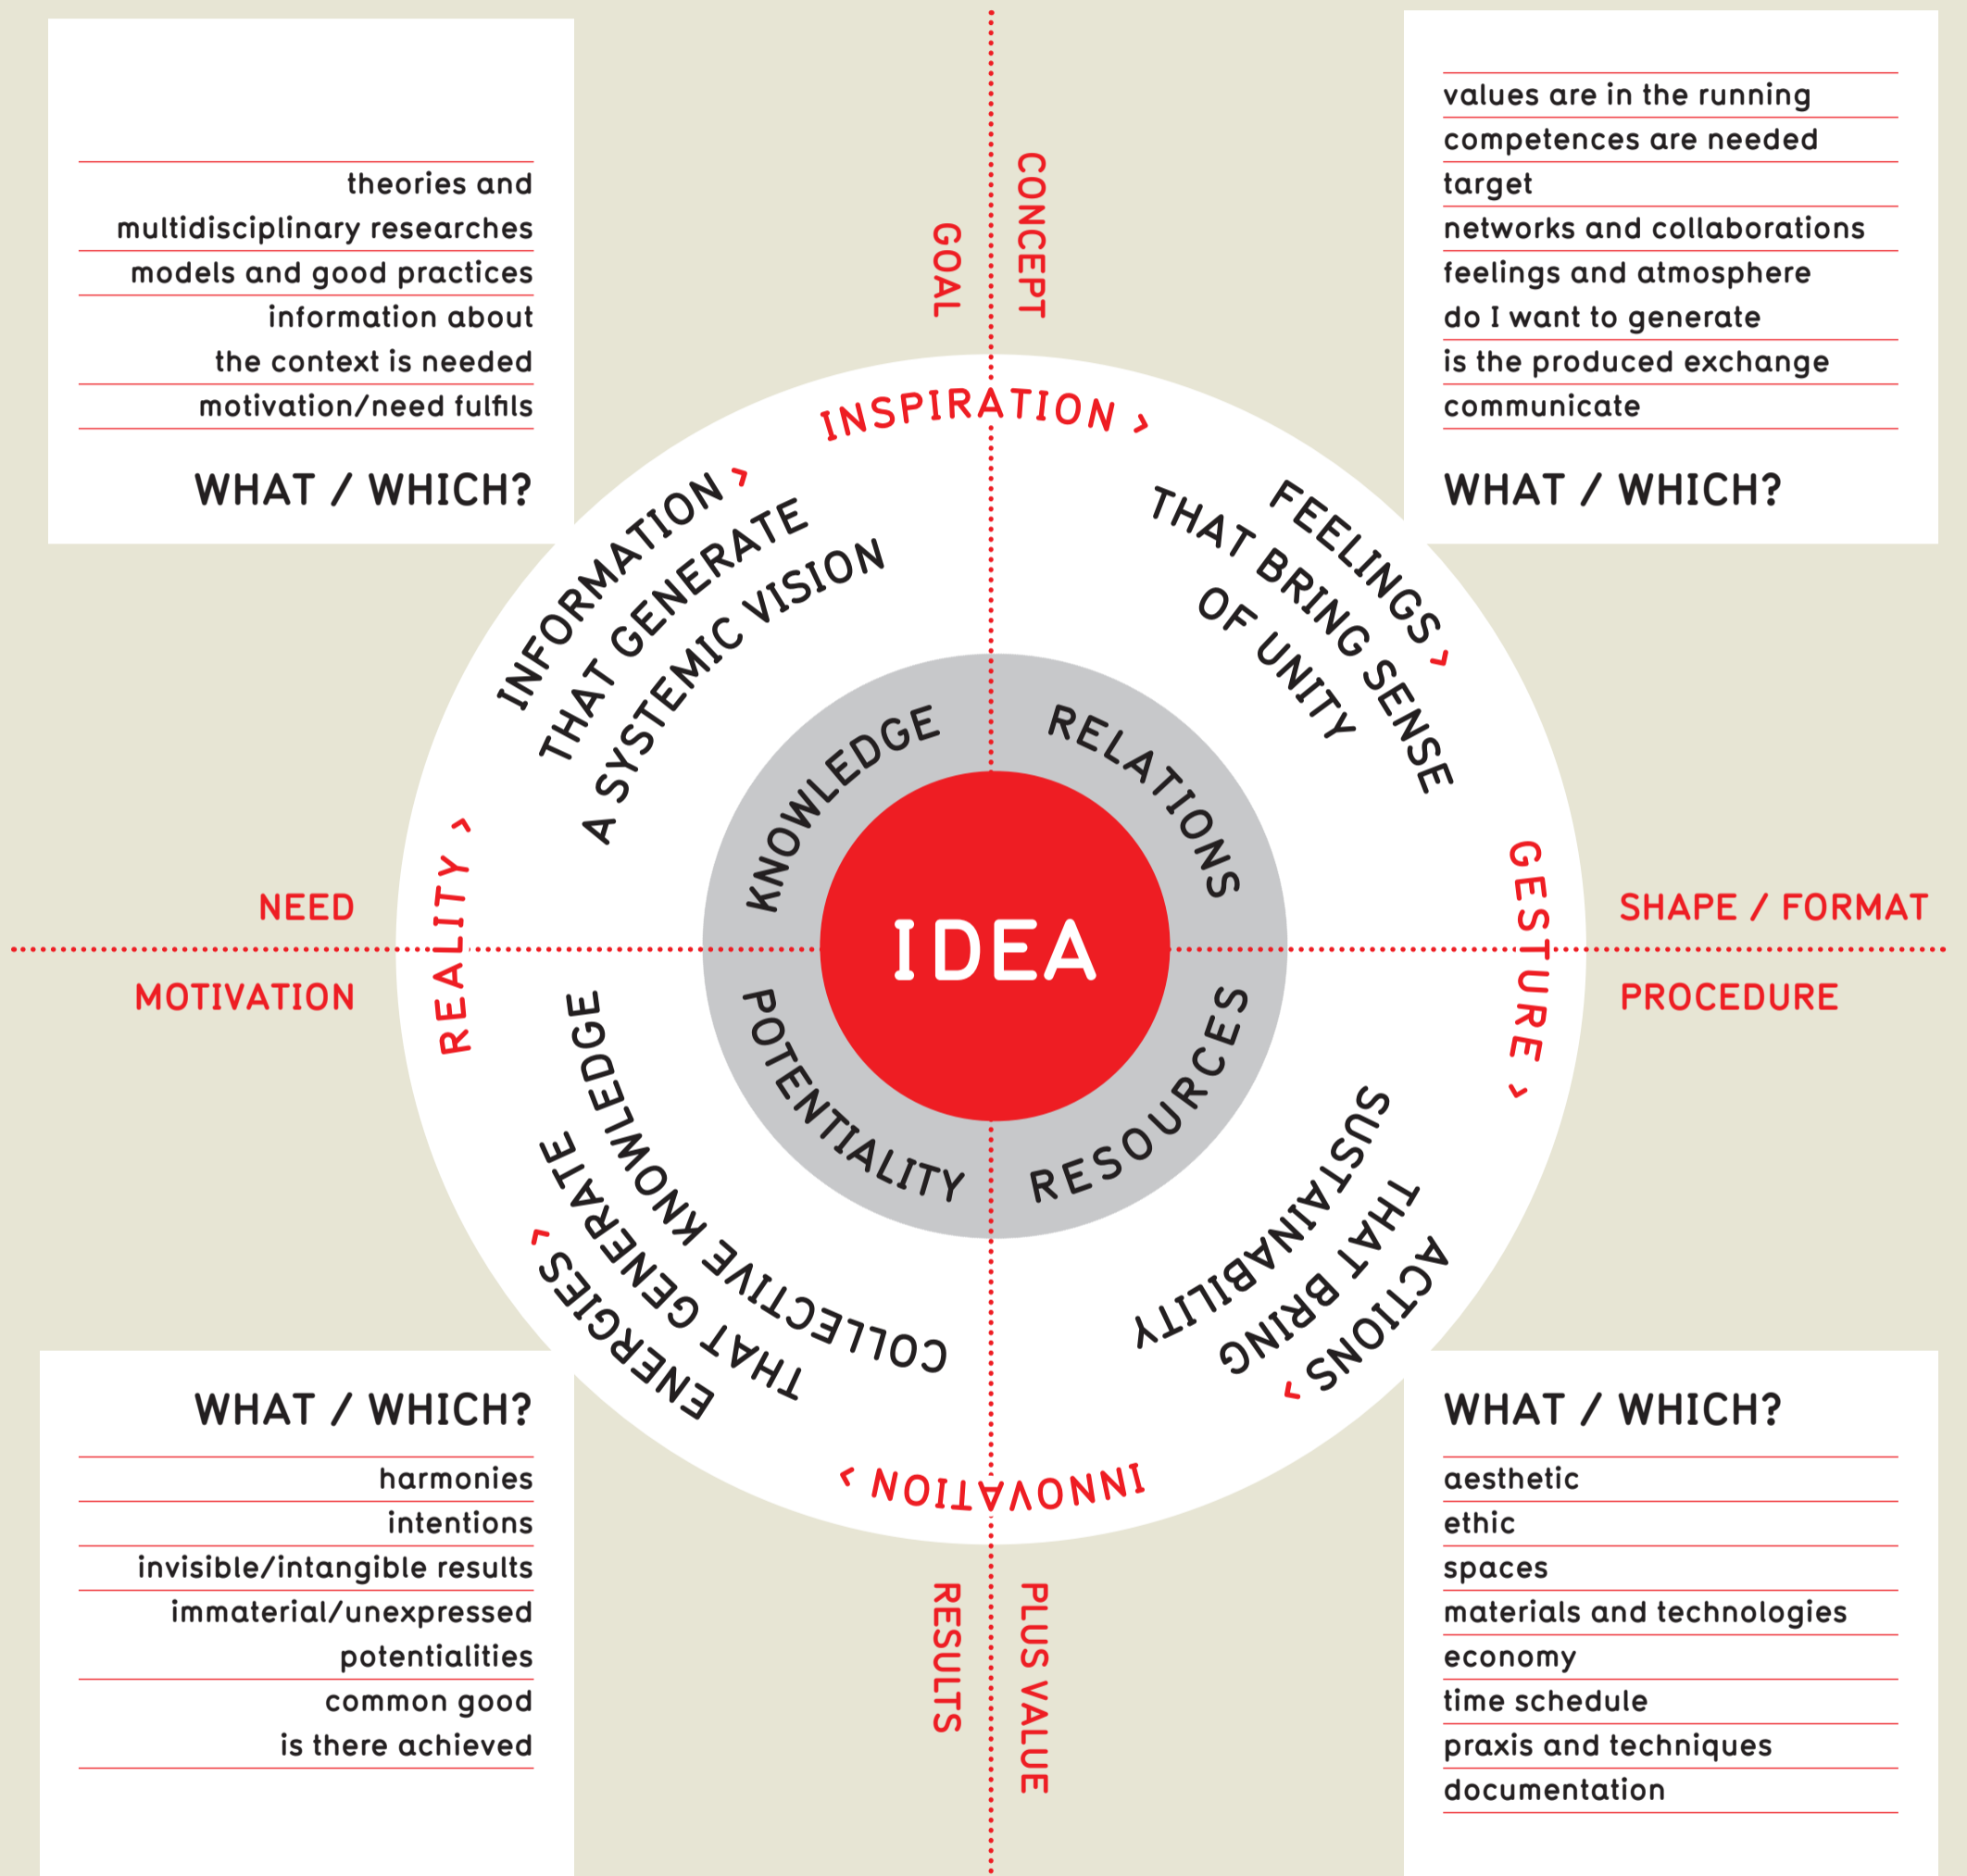 theories and
multidisciplinary researches
models and good practices
information about
the context is needed
motivation/need fulfils
WHAT / WHICH?
GOAL
CONCEPT
values are in the running
competences are needed
target
networks and collaborations
feelings and atmosphere
do I want to generate
is the produced exchange
communicate
WHAT / WHICH?
INSPIRATION >
INFORMATION >
THAT GENERATE
A SYSTEMIC VISION
FEELINGS >
THAT BRING SENSE
OF UNITY
KNOWLEDGE
RELATIONS
REALITY >
GESTURE >
NEED
MOTIVATION
IDEA
SHAPE / FORMAT
PROCEDURE
POTENTIALITY
RESOURCES
ENERGIES >
THAT GENERATE
COLLECTIVE KNOWLEDGE
ACTIONS >
THAT BRING
SUSTAINABILITY
INNOVATION >
WHAT / WHICH?
harmonies
intentions
invisible/intangible results
immaterial/unexpressed
potentialities
common good
is there achieved
RESULTS
PLUS VALUE
WHAT / WHICH?
aesthetic
ethic
spaces
materials and technologies
economy
time schedule
praxis and techniques
documentation